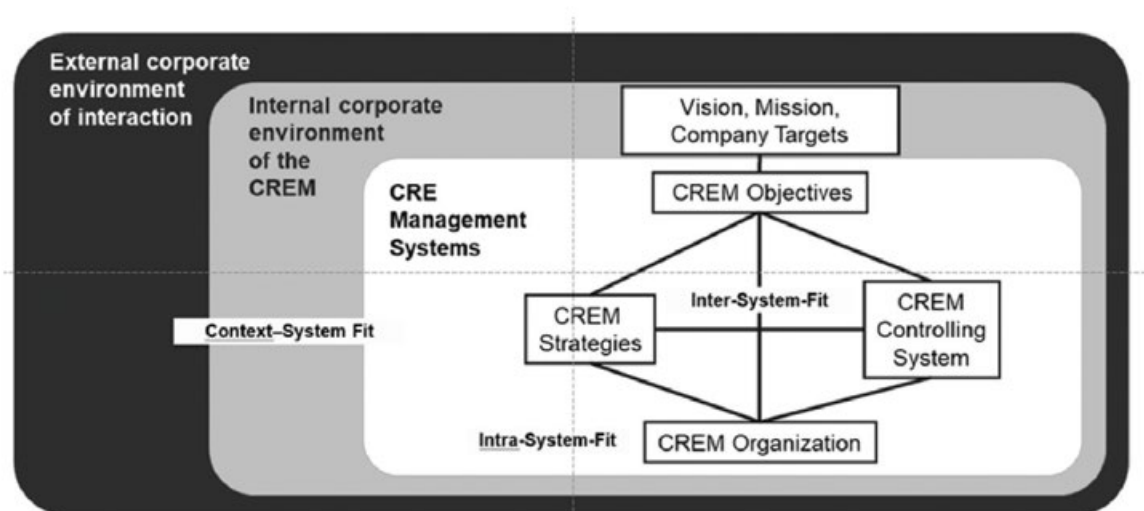 External corporate
environment
of interaction
Internal corporate
environment
of the
CREM
Vision, Mission,
Company Targets
CRE
Management
Systems
CREM Objectives
Inter-System-Fit
CREM
Strategies
CREM
Controlling
System
Context–System Fit
Intra-System-Fit
CREM Organization